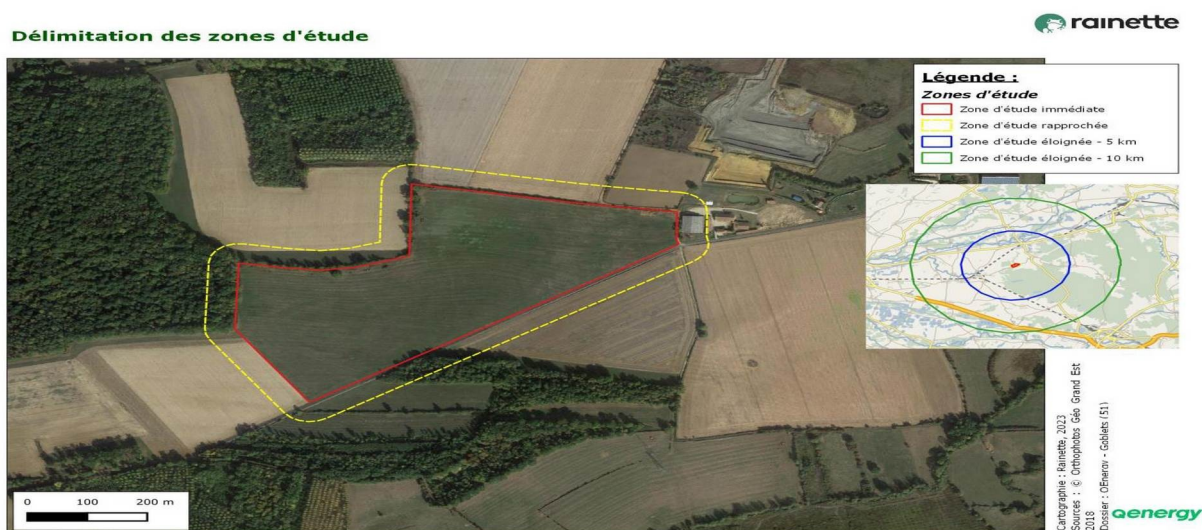 rainette
Délimitation des zones d'étude
Légende :
Zones d'étude
Zone d'étude immédiate
Zone d'étude rapprochée
Zone d'étude éloignée - 5 km
Zone d'étude éloignée - 10 km
0 100 200 m
Cartographie : Rainette, 2023
Sources : © Orthophotos Géo Grand Est
2018
Dossier : QEnergy - Goblets (51)
Qenergy